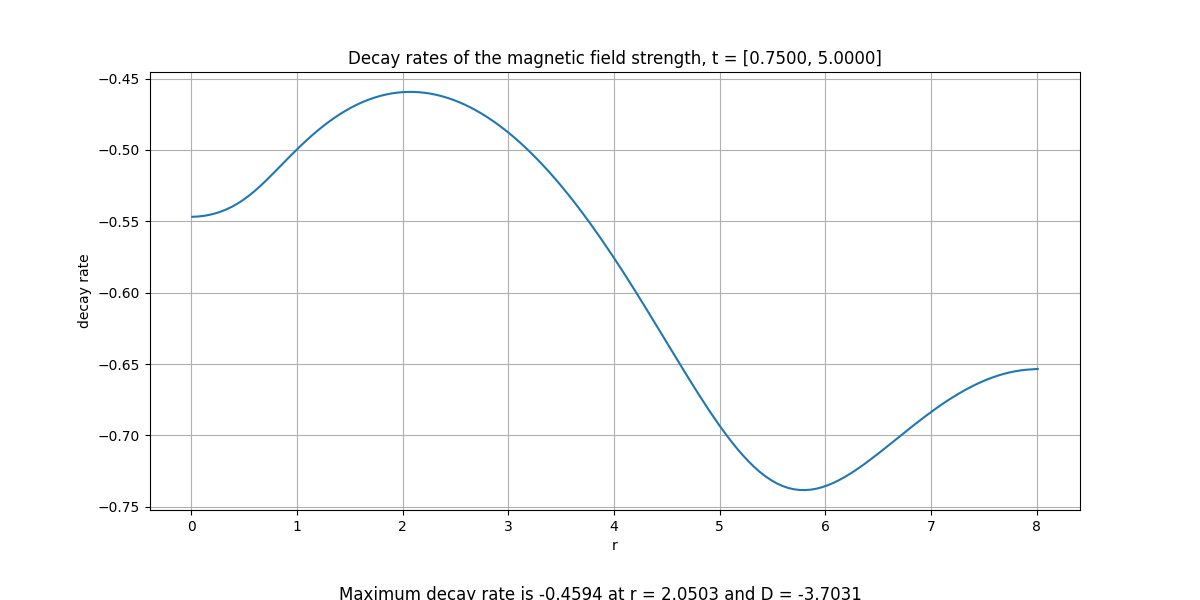 Decay rates of the magnetic field strength, t = [0.7500, 5.0000]
−0.45
−0.50
−0.55
−0.60
−0.65
−0.70
−0.75
decay rate
0 1 2 3 4 5 6 7 8
r
Maximum decay rate is -0.4594 at r = 2.0503 and D = -3.7031